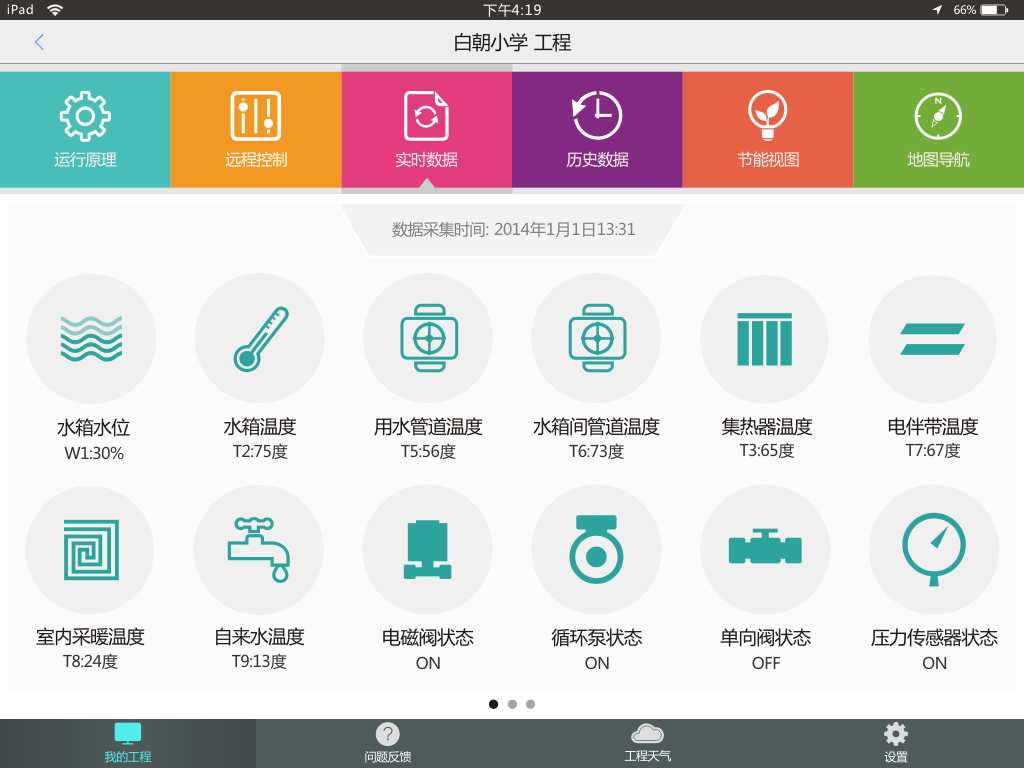 iPad 下午4:19 66%
白朝小学 工程
运行原理 远程控制 实时数据 历史数据 节能视图 地图导航
N
数据采集时间: 2014年1月1日13:31
水箱水位 水箱温度 用水管道温度 水箱间管道温度 集热器温度 电伴带温度
W1:30% T2:75度 T5:56度 T6:73度 T3:65度 T7:67度
室内采暖温度 自来水温度 电磁阀状态 循环泵状态 单向阀状态 压力传感器状态
T8:24度 T9:13度 ON ON OFF ON
?
我的工程 问题反馈 工程天气 设置